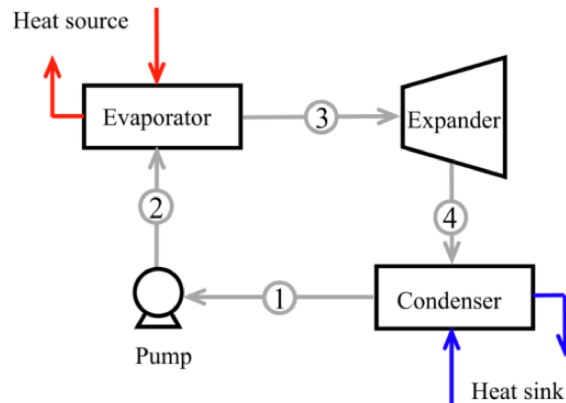 Heat source
Evaporator
3
Expander
2
4
1
Condenser
Pump
Heat sink